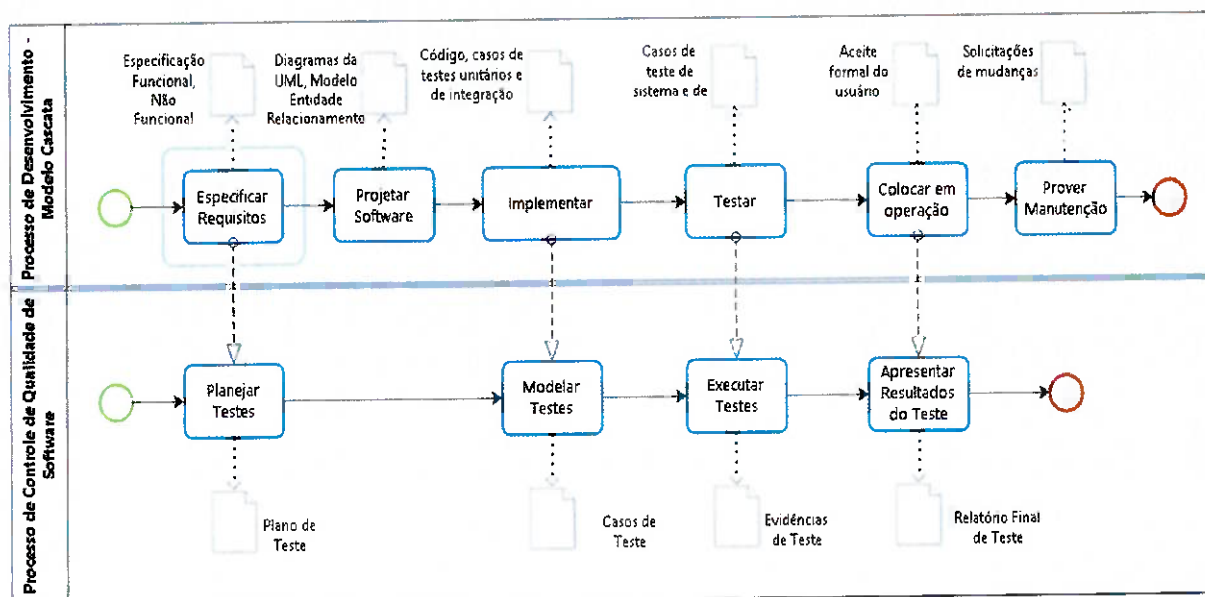 Processo de Desenvolvimento -
Modelo Cascata
Especificação
Funcional,
Não
Funcional
Diagramas da
UML, Modelo
Entidade
Relacionamento
Código, casos de
testes unitários e
de integração
Casos de
teste de
sistema e de
Aceite
formal do
usuário
Solicitações
de mudanças
Especificar
Requisitos
Projetar
Software
Implementar
Testar
Colocar em
operação
Prover
Manutenção
Processo de Controle de Qualidade de
Software
Planejar
Testes
Modelar
Testes
Executar
Testes
Apresentar
Resultados
do Teste
Plano de
Teste
Casos de
Teste
Evidências
de Teste
Relatório Final
de Teste